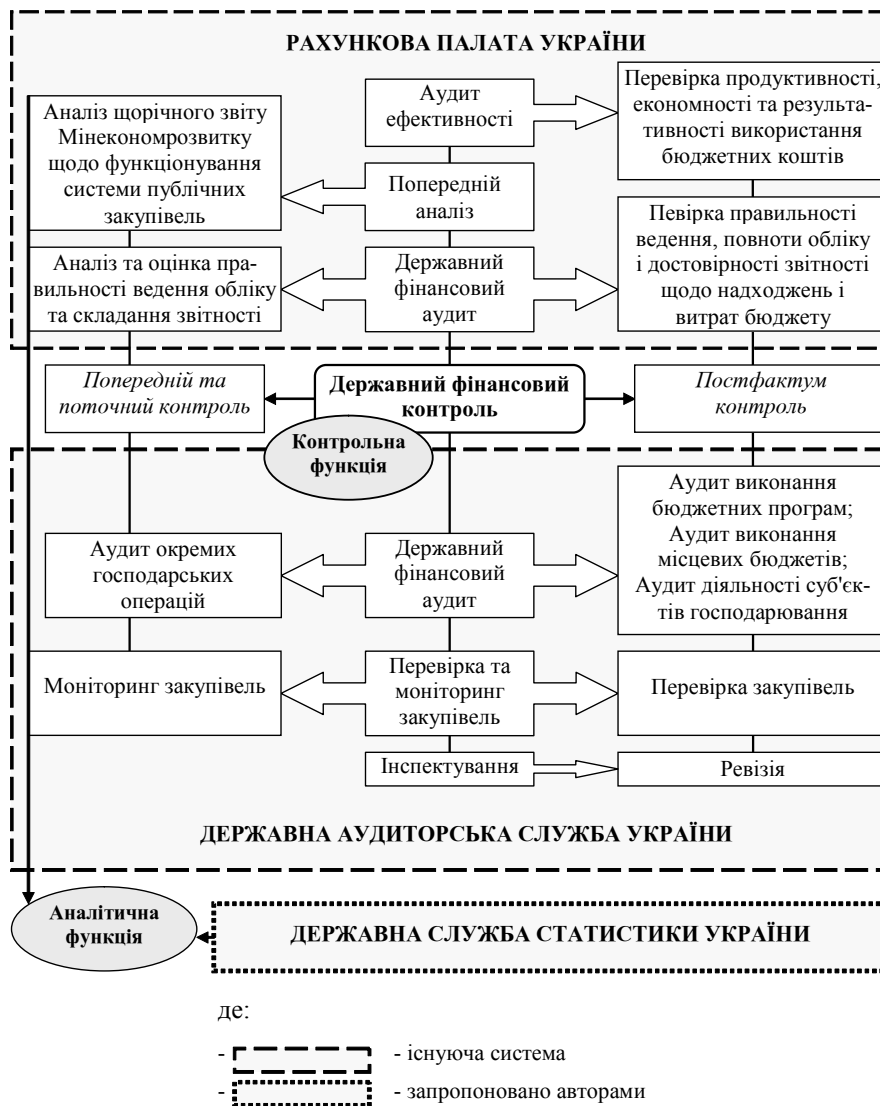 РАХУНКОВА ПАЛАТА УКРАЇНИ
Аналіз щорічного звіту
Мінекономрозвитку
щодо функціонування
системи публічних
закупівель
Аудит
ефективності
Перевірка продуктивності,
економності та результа-
тивності використання
бюджетних коштів
Попередній
аналіз
Аналіз та оцінка пра-
вильності ведення обліку
та складання звітності
Державний
фінансовий
аудит
Певірка правильності
ведення, повноти обліку
і достовірності звітності
щодо надходжень і
витрат бюджету
Попередній та
поточний контроль
Державний фінансовий
контроль
Постфактум
контроль
Контрольна
функція
Аудит окремих
господарських
операцій
Державний
фінансовий
аудит
Аудит виконання
бюджетних програм;
Аудит виконання
місцевих бюджетів;
Аудит діяльності суб'єк-
тів господарювання
Моніторинг закупівель
Перевірка та
моніторинг
закупівель
Перевірка закупівель
Інспектування
Ревізія
ДЕРЖАВНА АУДИТОРСЬКА СЛУЖБА УКРАЇНИ
Аналітична
функція
ДЕРЖАВНА СЛУЖБА СТАТИСТИКИ УКРАЇНИ
де:
- - існуюча система
- - запропоновано авторами